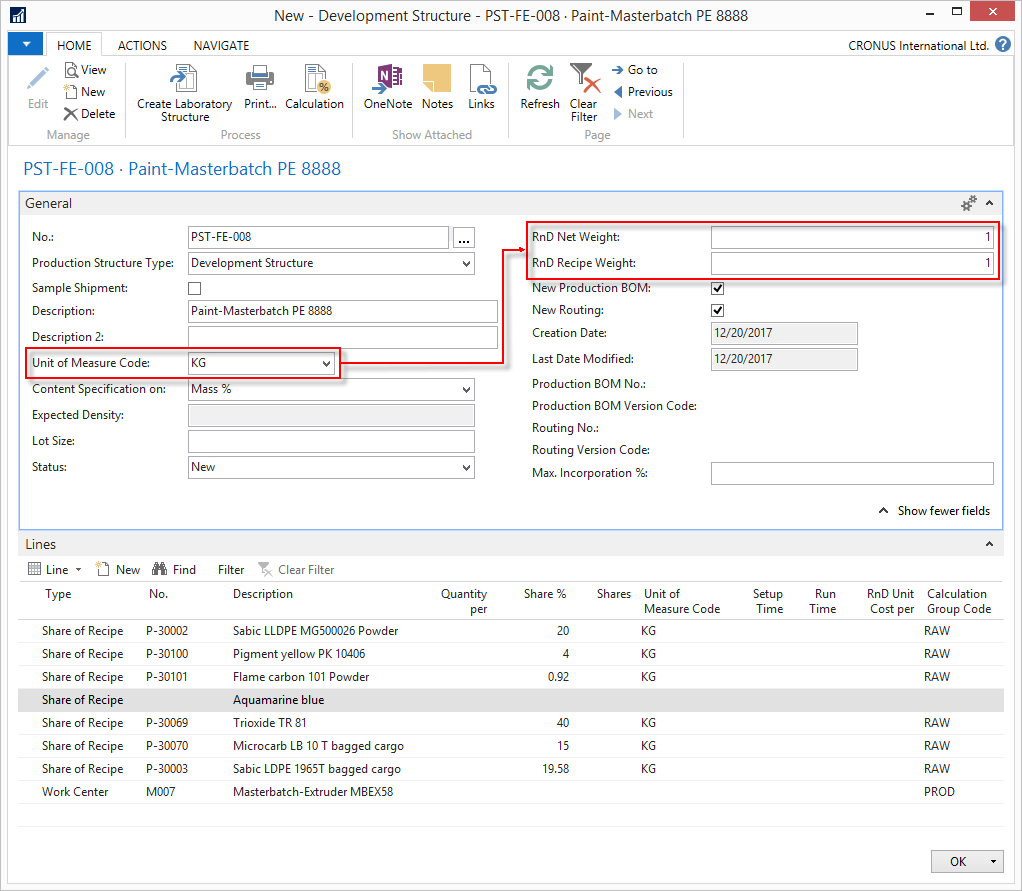 New - Development Structure - PST-FE-008 · Paint-Masterbatch PE 8888
HOME ACTIONS NAVIGATE CRONUS International Ltd. ?
Edit
View
New
Delete
Manage
Create Laboratory Structure
Print...
Calculation
Process
OneNote
Notes
Links
Show Attached
Refresh
Clear Filter
Go to
Previous
Next
Page
PST-FE-008 · Paint-Masterbatch PE 8888
General
No.: PST-FE-008 ...
Production Structure Type: Development Structure
Sample Shipment:
Description: Paint-Masterbatch PE 8888
Description 2:
Unit of Measure Code: KG
Content Specification on: Mass %
Expected Density:
Lot Size:
Status: New
RnD Net Weight: 1
RnD Recipe Weight: 1
New Production BOM:
New Routing:
Creation Date: 12/20/2017
Last Date Modified: 12/20/2017
Production BOM No.:
Production BOM Version Code:
Routing No.:
Routing Version Code:
Max. Incorporation %:
Show fewer fields
Lines
Line New Find Filter Clear Filter
Type No. Description Quantity per Share % Shares Unit of Measure Code Setup Time Run Time RnD Unit Cost per Calculation Group Code
Share of Recipe P-30002 Sabic LLDPE MG500026 Powder 20 KG RAW
Share of Recipe P-30100 Pigment yellow PK 10406 4 KG RAW
Share of Recipe P-30101 Flame carbon 101 Powder 0.92 KG RAW
Share of Recipe Aquamarine blue
Share of Recipe P-30069 Trioxide TR 81 40 KG RAW
Share of Recipe P-30070 Microcarb LB 10 T bagged cargo 15 KG RAW
Share of Recipe P-30003 Sabic LDPE 1965T bagged cargo 19.58 KG RAW
Work Center M007 Masterbatch-Extruder MBEX58 PROD
OK